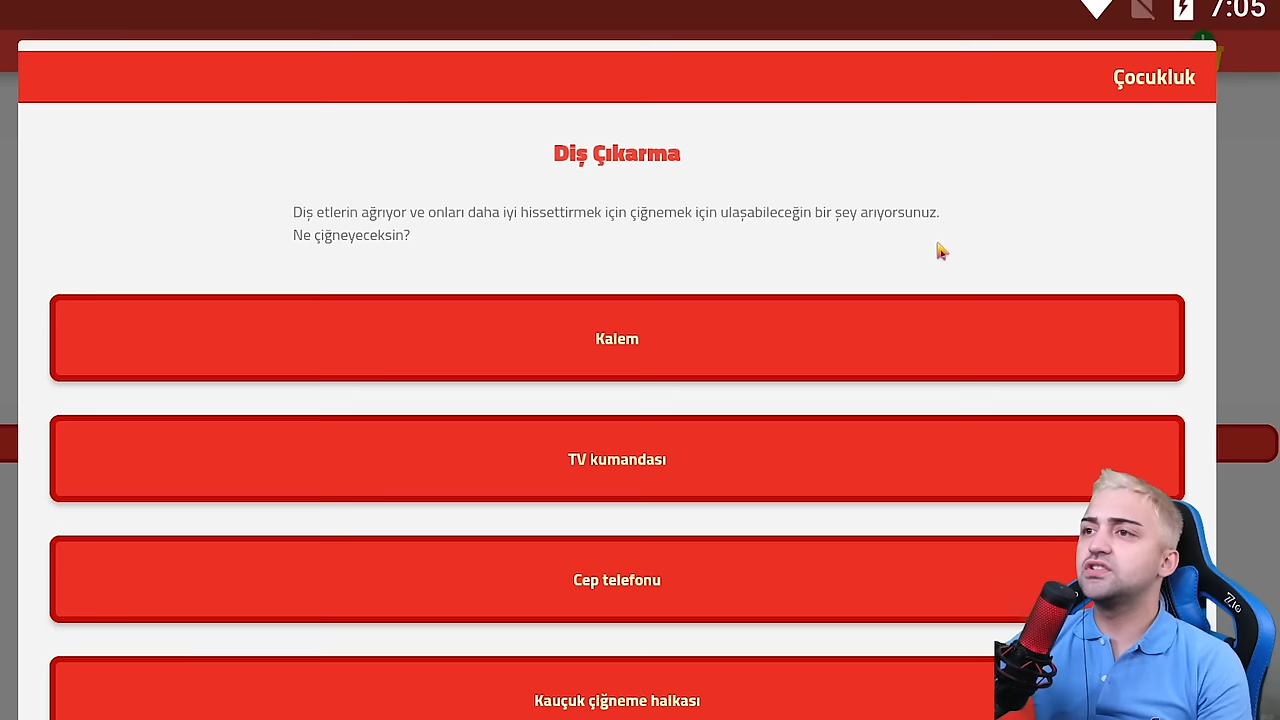 7:05
Çocukluk
Diş Çıkarma
Diş etlerin ağrıyor ve onları daha iyi hissettirmek için çiğnemek için ulaşabileceğin bir şey arıyorsunuz.
Ne çiğneyeceksin?
Kalem
TV kumandası
Cep telefonu
Kauçuk çiğneme halkası